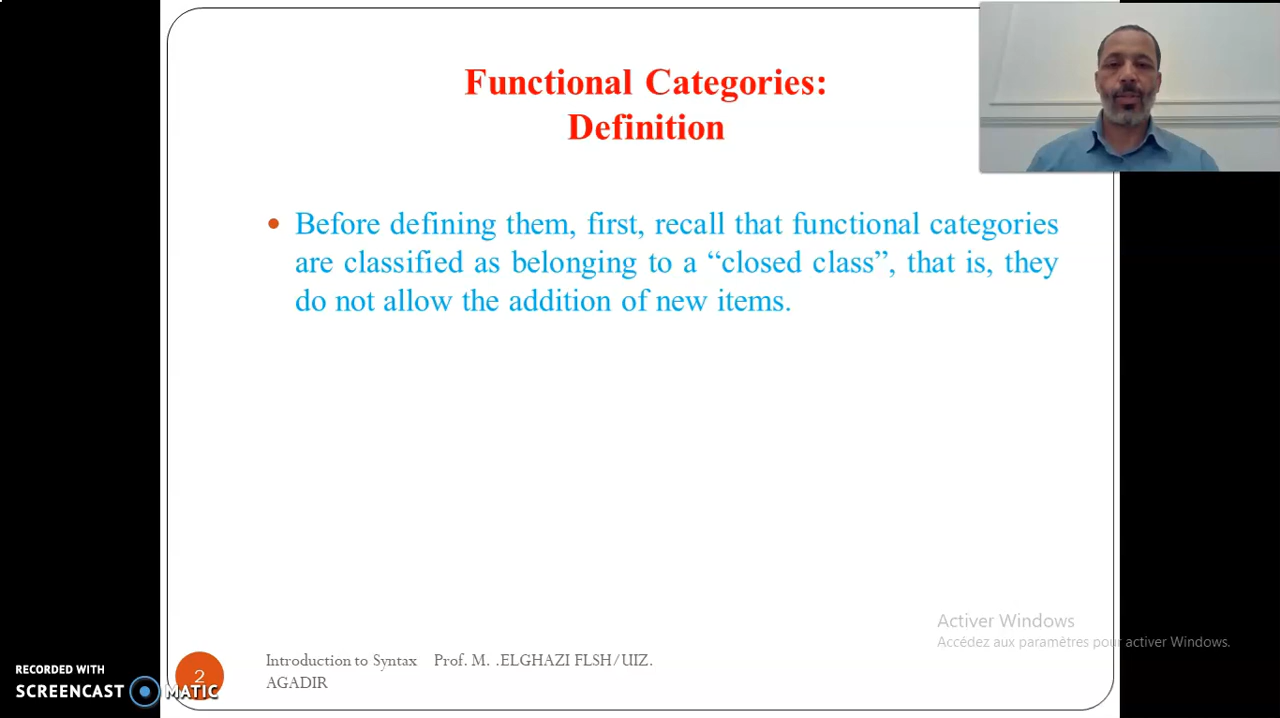 Functional Categories:
Definition
• Before defining them, first, recall that functional categories
are classified as belonging to a “closed class”, that is, they
do not allow the addition of new items.
Activer Windows
Accédez aux paramètres pour activer Windows.
Introduction to Syntax Prof. M. .ELGHAZI FLSH/UIZ.
AGADIR
2
RECORDED WITH
SCREENCAST MATIC